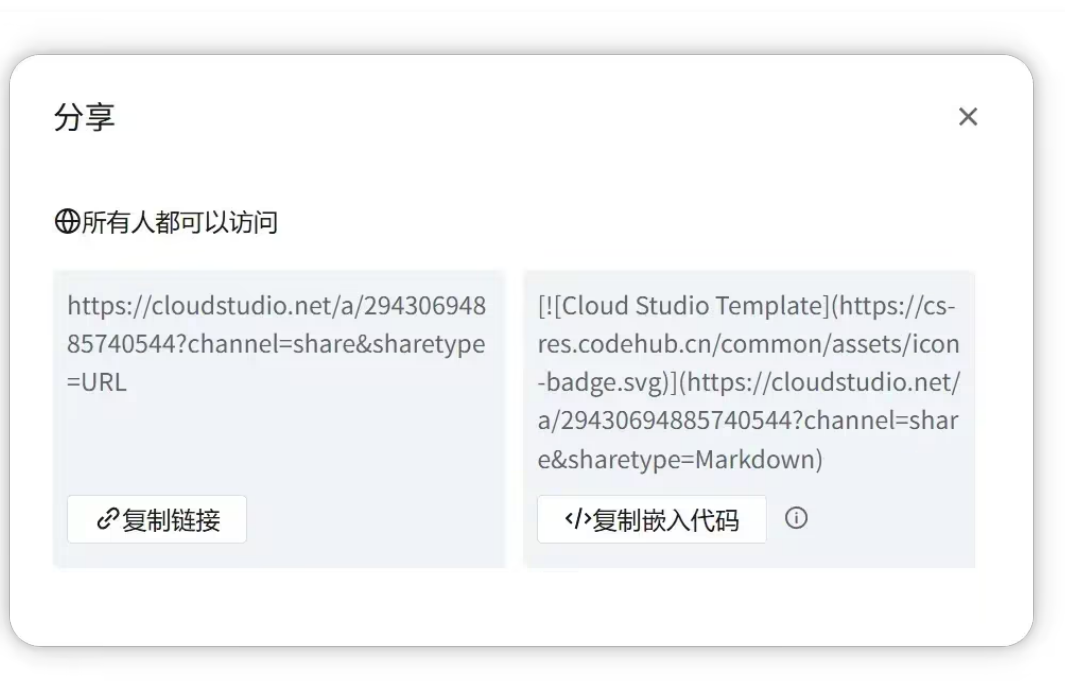 分享
所有人都可以访问
https://cloudstudio.net/a/294306948
85740544?channel=share&sharetype
=URL
复制链接
[![Cloud Studio Template](https://cs-
res.codehub.cn/common/assets/icon
-badge.svg)](https://cloudstudio.net/
a/29430694885740544?channel=shar
e&sharetype=Markdown)
</>复制嵌入代码